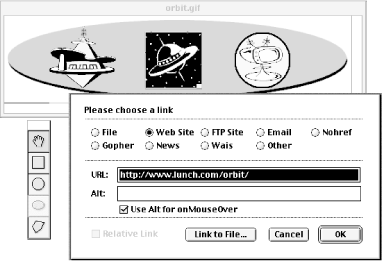 orbit.gif
Please choose a link
File Web Site FTP Site Email Nohref
Gopher News Wais Other
URL: http://www.lunch.com/orbit/
Alt:
Use Alt for onMouseOver
Relative Link Link to File... Cancel OK